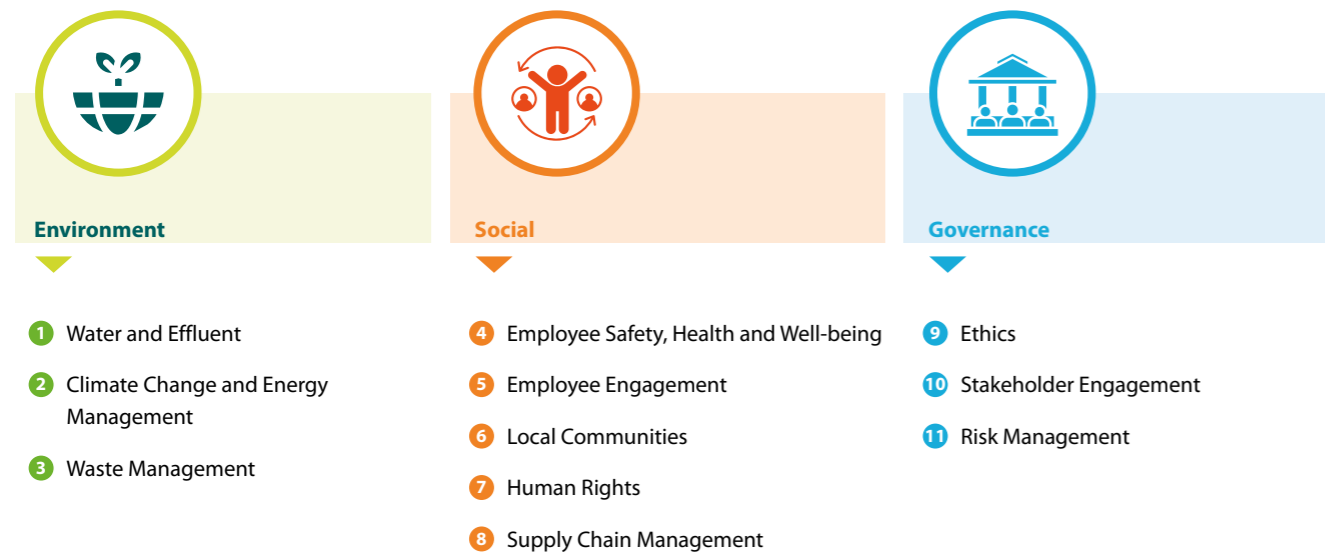 Environment
1 Water and Effluent
2 Climate Change and Energy
Management
3 Waste Management
Social
4 Employee Safety, Health and Well-being
5 Employee Engagement
6 Local Communities
7 Human Rights
8 Supply Chain Management
Governance
9 Ethics
10 Stakeholder Engagement
11 Risk Management